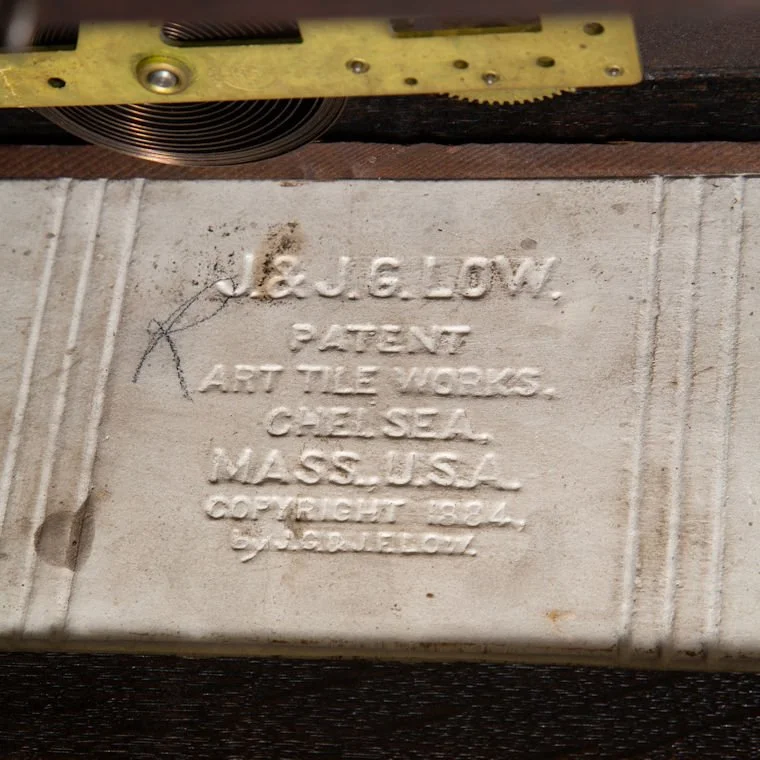 J. & J. G. LOW.
PATENT
ART TILE WORKS.
CHELSEA,
MASS., U.S.A.
COPYRIGHT 1884,
by J. G. & J. F. LOW.